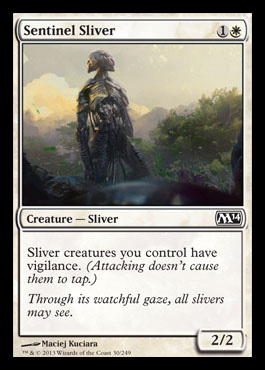 Sentinel Sliver 1
Creature — Sliver M14
Sliver creatures you control have
vigilance. (Attacking doesn't cause
them to tap.)
Through its watchful gaze, all slivers
may see.
Maciej Kuciara
™ & © 2013 Wizards of the Coast 30/249
2/2